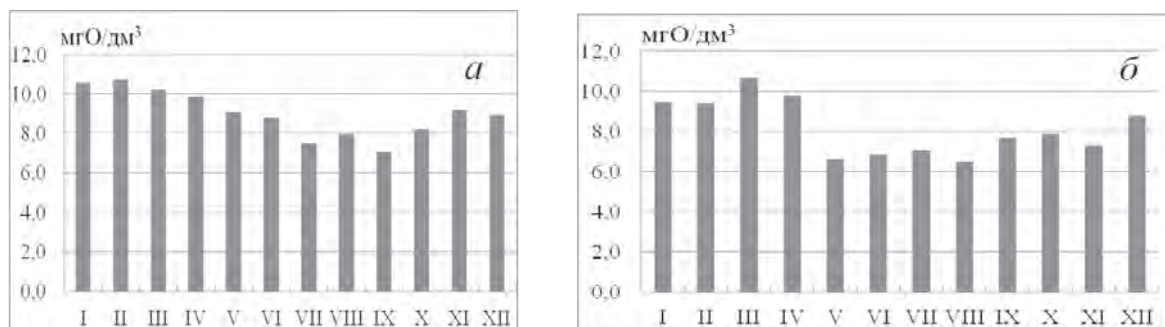 мгО/дм³
12,0
10,0
8,0
6,0
4,0
2,0
0,0
а
I II III IV V VI VII VIII IX X XI XII
мгО/дм³
12,0
10,0
8,0
6,0
4,0
2,0
0,0
б
I II III IV V VI VII VIII IX X XI XII